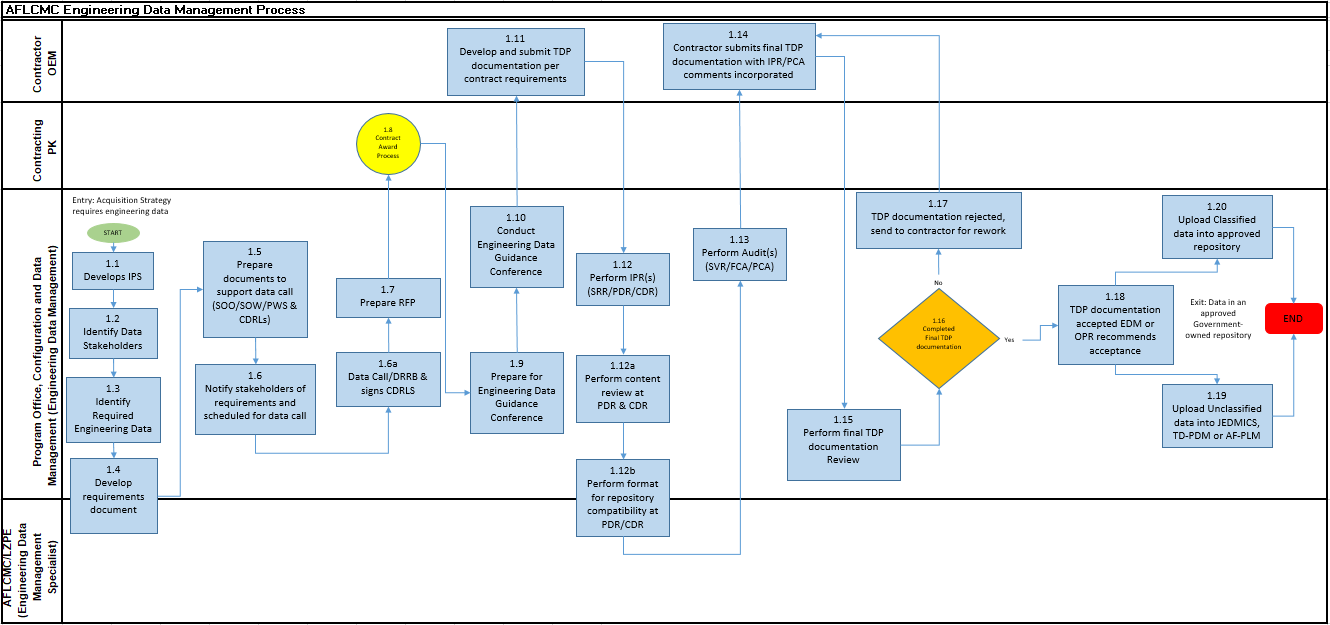 AFLCMC Engineering Data Management Process
Contractor
OEM
1.11
Develop and submit TDP
documentation per
contract requirements
1.14
Contractor submits final TDP
documentation with IPR/PCA
comments incorporated
Contracting
PK
1.8
Contract
Award
Process
Program Office, Configuration and Data
Management (Engineering Data Management)
Entry: Acquisition Strategy
requires engineering data
START
1.1
Develops IPS
1.2
Identify Data
Stakeholders
1.3
Identify
Required
Engineering Data
1.4
Develop
requirements
document
1.5
Prepare
documents to
support data call
(SOO/SOW/PWS &
CDRLs)
1.6
Notify stakeholders of
requirements and
scheduled for data call
1.6a
Data Call/DRRB &
signs CDRLS
1.7
Prepare RFP
1.9
Prepare for
Engineering Data
Guidance
Conference
1.10
Conduct
Engineering Data
Guidance
Conference
1.12
Perform IPR(s)
(SRR/PDR/CDR)
1.12a
Perform content
review at
PDR & CDR
1.12b
Perform format
for repository
compatibility at
PDR/CDR
1.13
Perform Audit(s)
(SVR/FCA/PCA)
1.15
Perform final TDP
documentation
Review
1.16
Completed
Final TDP
documentation
No
Yes
1.17
TDP documentation rejected,
send to contractor for rework
1.18
TDP documentation
accepted EDM or
OPR recommends
acceptance
1.20
Upload Classified
data into approved
repository
1.19
Upload Unclassified
data into JEDMICS,
TD-PDM or AF-PLM
Exit: Data in an
approved
Government-
owned repository
END
AFLCMC/LZPE
(Engineering Data
Management
Specialist)